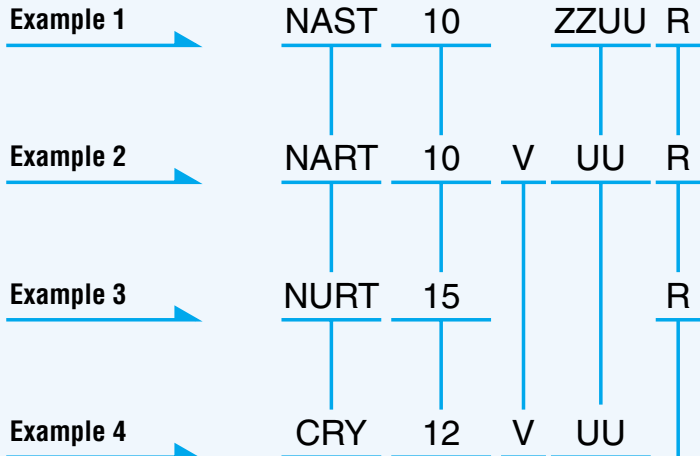 Example 1 NAST 10 ZZUU R
Example 2 NART 10 V UU R
Example 3 NURT 15 R
Example 4 CRY 12 V UU